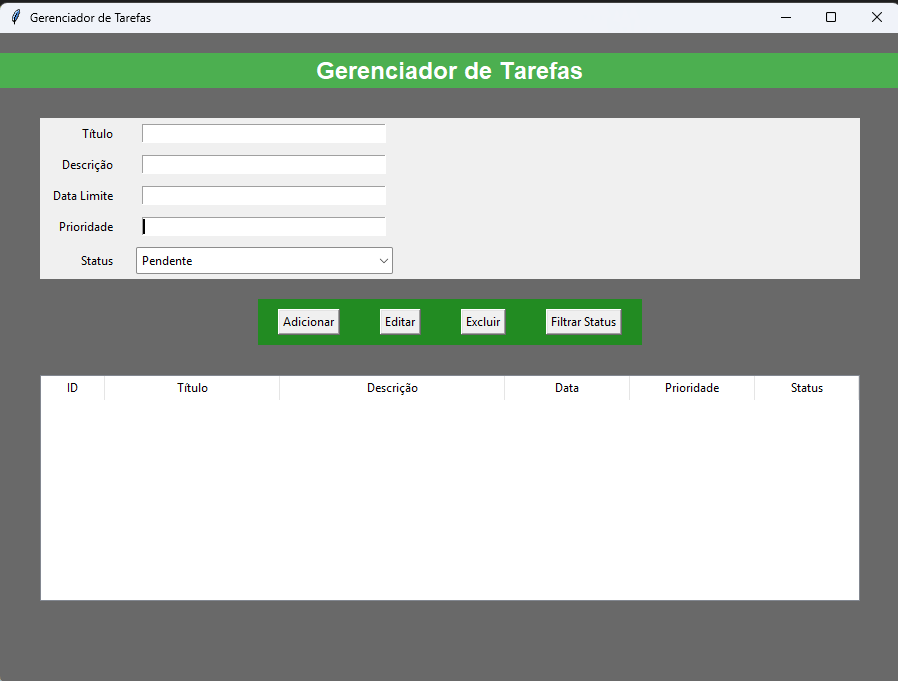 Gerenciador de Tarefas
Gerenciador de Tarefas
Título
Descrição
Data Limite
Prioridade
Status Pendente
Adicionar Editar Excluir Filtrar Status
ID Título Descrição Data Prioridade Status